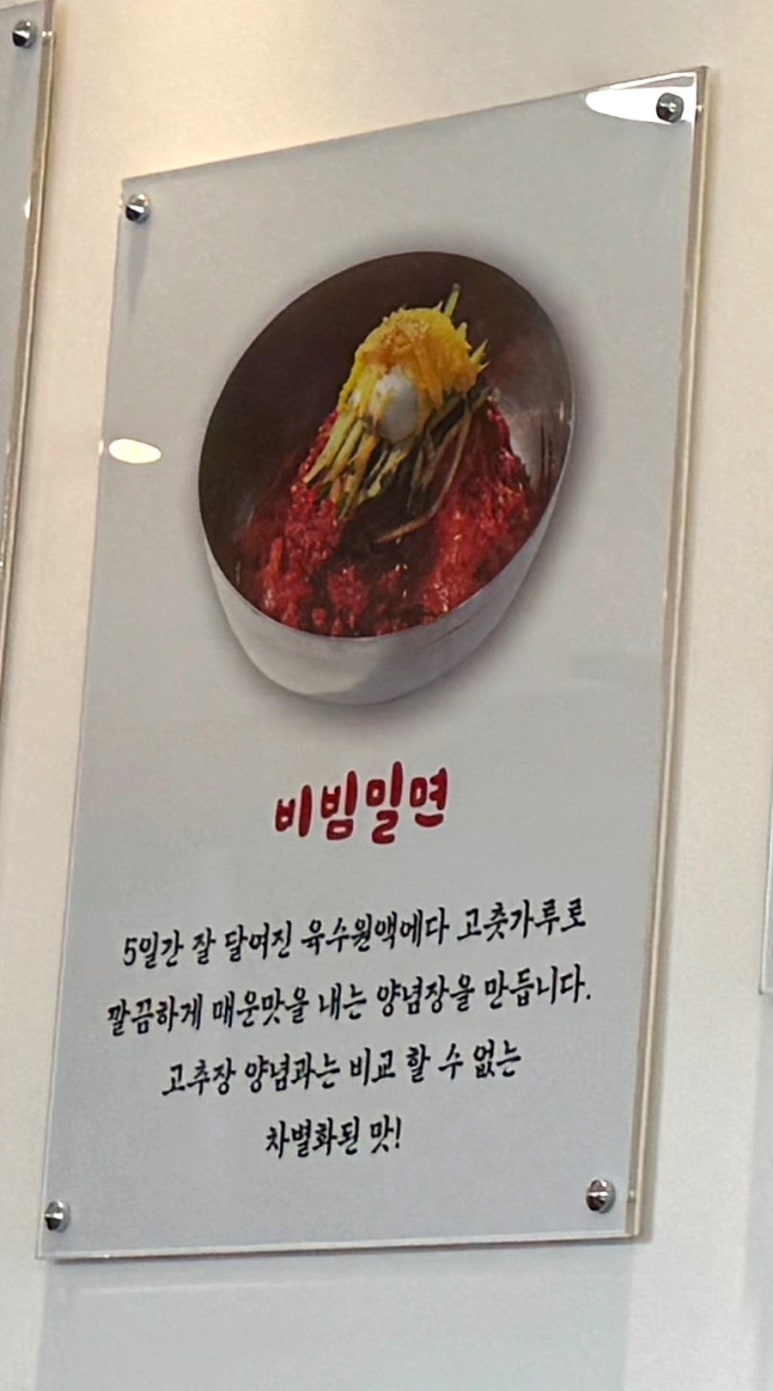 비빔밀면
5일간 잘 달여진 육수원액에다 고춧가루로
깔끔하게 매운맛을 내는 양념장을 만듭니다.
고추장 양념과는 비교 할 수 없는
차별화된 맛!